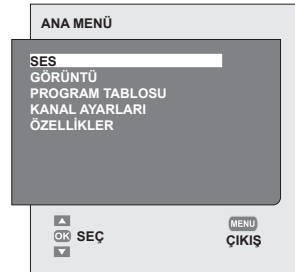 ANA MENÜ
SES
GÖRÜNTÜ
PROGRAM TABLOSU
KANAL AYARLARI
ÖZELLİKLER
OK SEÇ
MENU
ÇIKIŞ